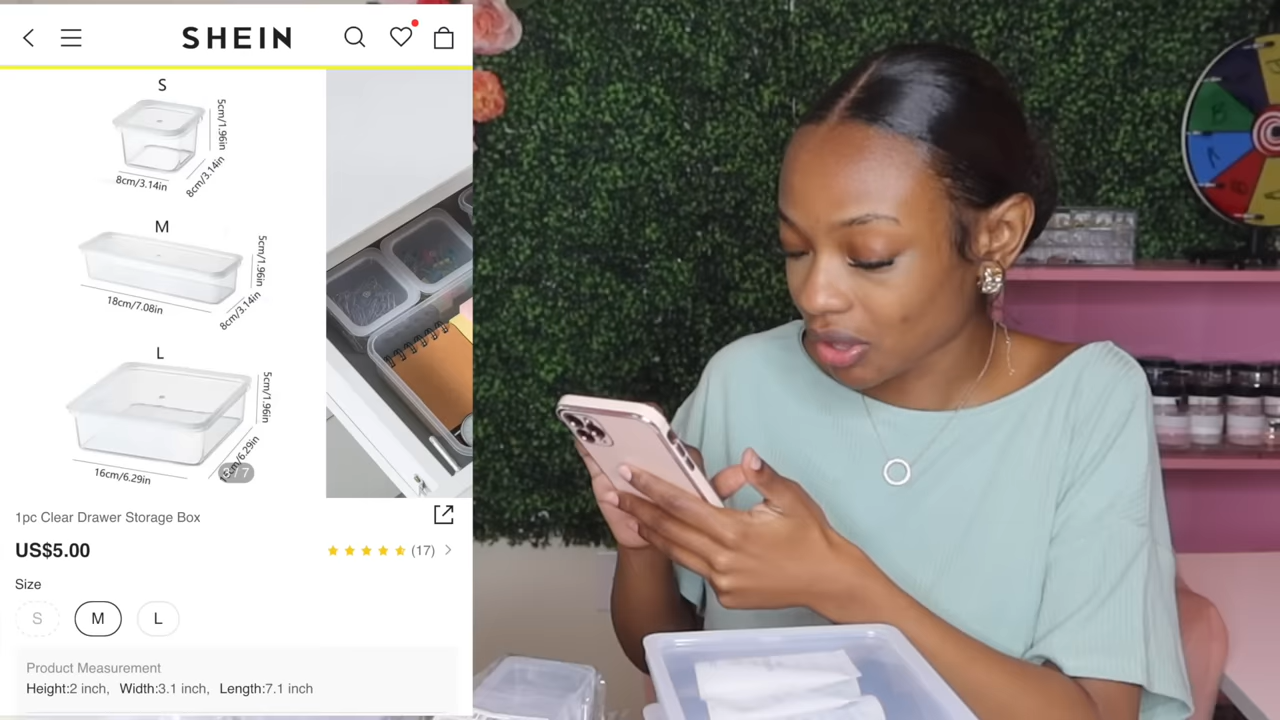 SHEIN
S
5cm/1.96in
8cm/3.14in
8cm/3.14in
M
5cm/1.96in
18cm/7.08in
8cm/3.14in
L
5cm/1.96in
16cm/6.29in
3 / 7
1pc Clear Drawer Storage Box
US$5.00
(17)
Size
S
M
L
Product Measurement
Height:2 inch, Width:3.1 inch, Length:7.1 inch